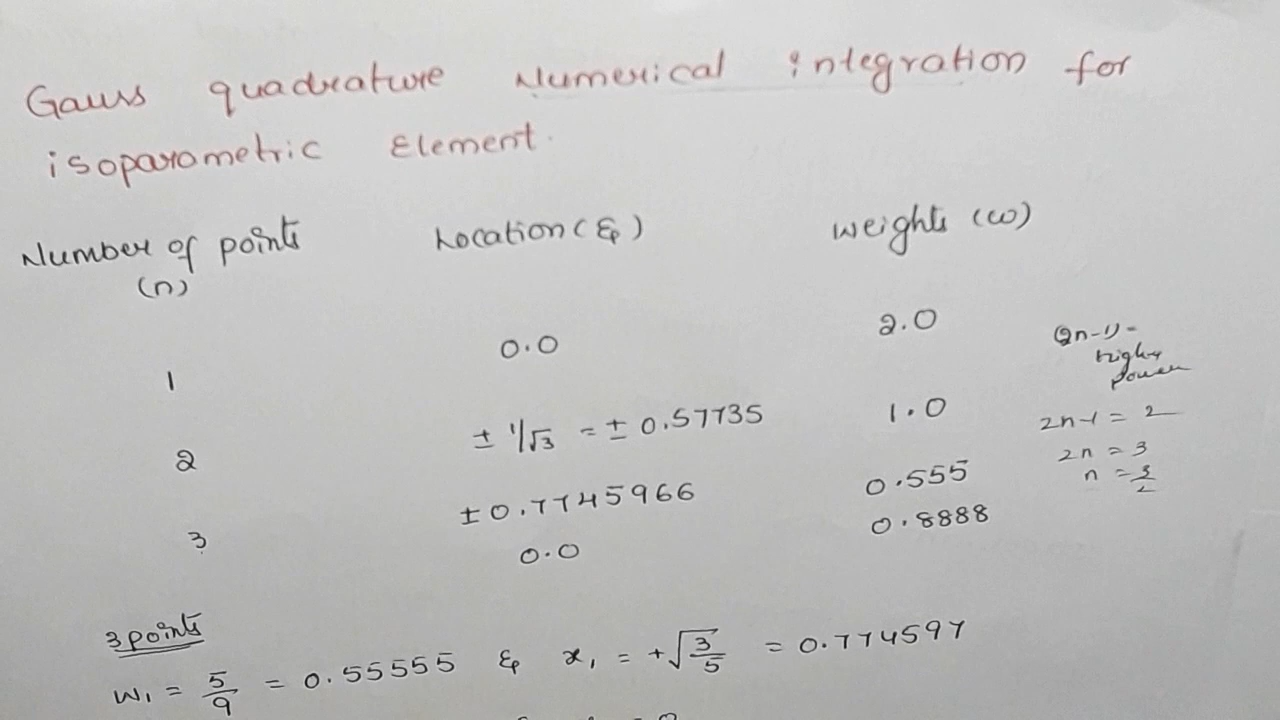 Gauss quadrature Numerical integration for
isoparametric Element.
Number of points (n)
Location (ξ)
Weights (ω)
1
0.0
2.0
2
± 1/√3 = ± 0.57735
1.0
3
±0.7745966
0.555
0.0
0.8888
(2n-1) -
power
2n-1 = 2
2n = 3
n = 3/2
3 points
W₁ = 5/9 = 0.55555 & x₁ = +√3/5 = 0.774597